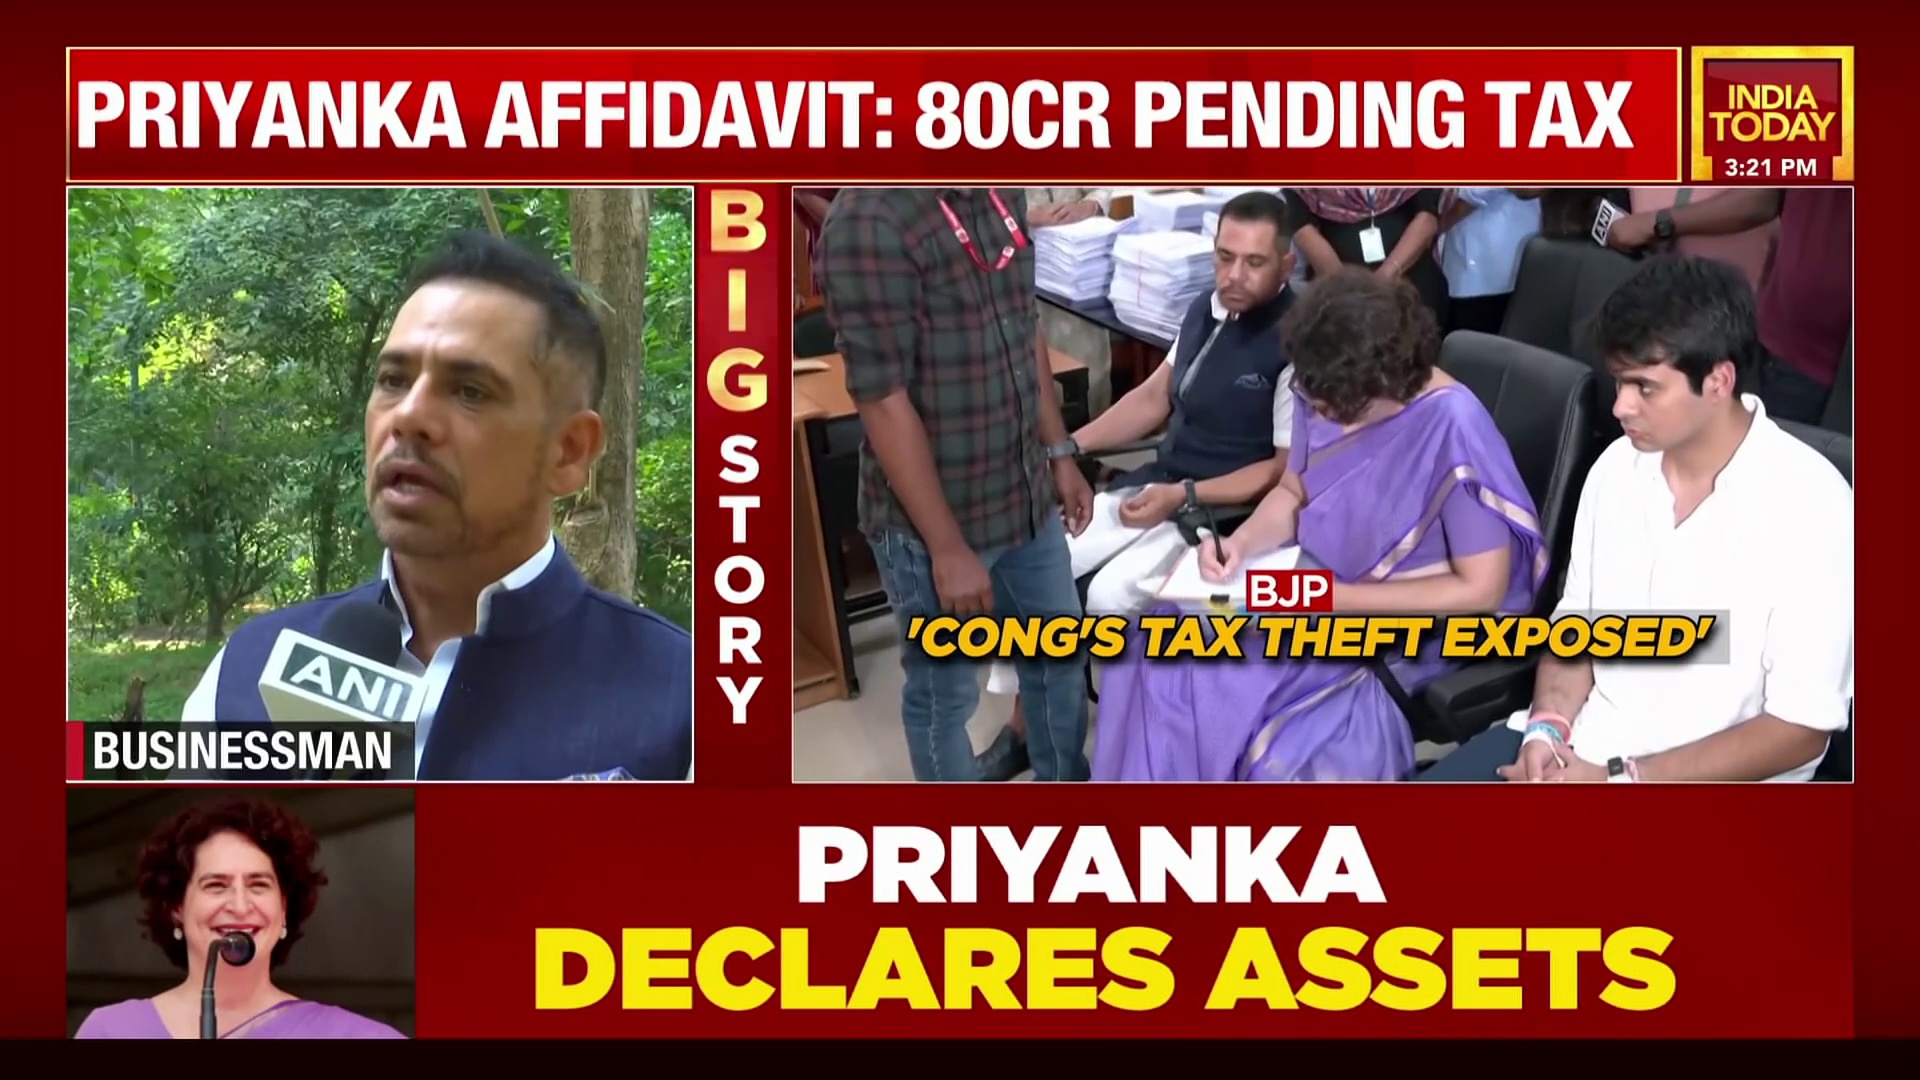 PRIYANKA AFFIDAVIT: 80CR PENDING TAX
INDIA
TODAY
3:21 PM
BIG
STORY
ANI
ANI
BJP
'CONG'S TAX THEFT EXPOSED'
BUSINESSMAN
PRIYANKA
DECLARES ASSETS